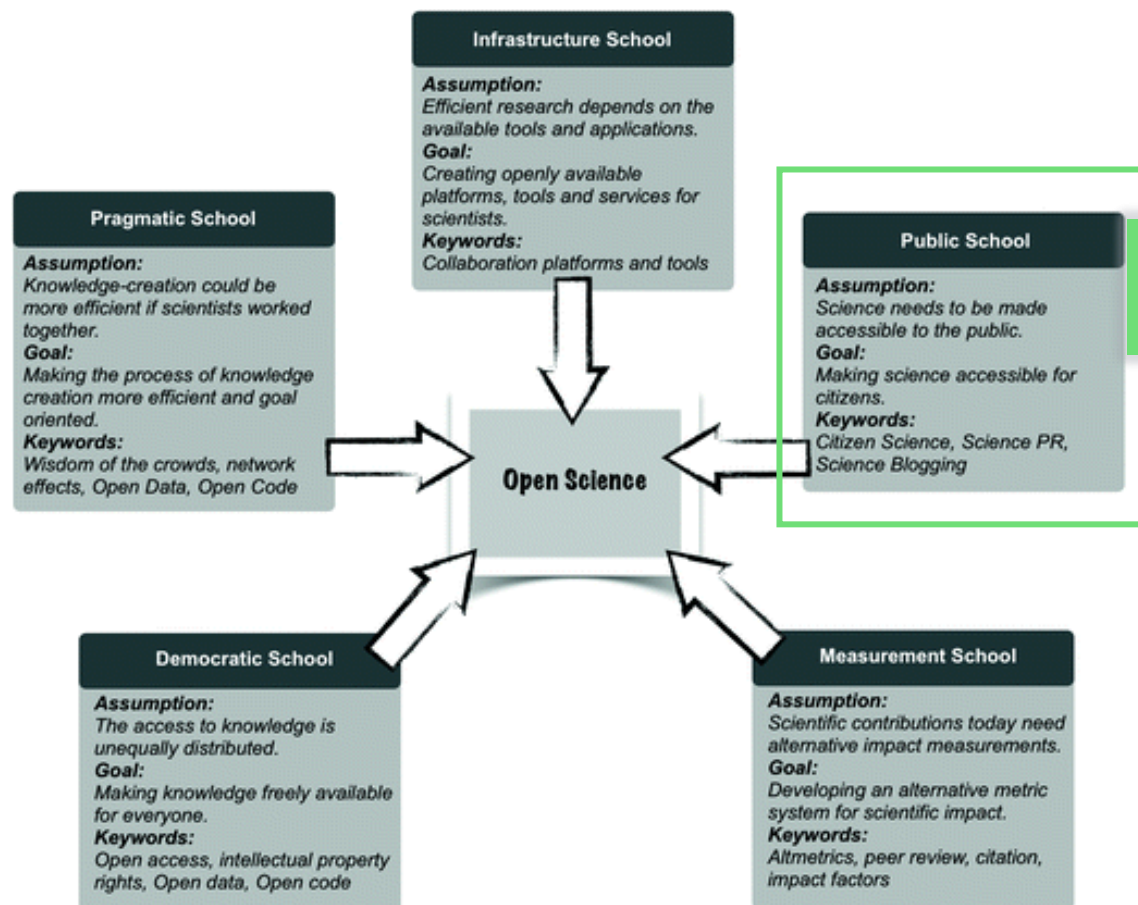 Infrastructure School
Assumption:
Efficient research depends on the
available tools and applications.
Goal:
Creating openly available
platforms, tools and services for
scientists.
Keywords:
Collaboration platforms and tools
Pragmatic School
Assumption:
Knowledge-creation could be
more efficient if scientists worked
together.
Goal:
Making the process of knowledge
creation more efficient and goal
oriented.
Keywords:
Wisdom of the crowds, network
effects, Open Data, Open Code
Public School
Assumption:
Science needs to be made
accessible to the public.
Goal:
Making science accessible for
citizens.
Keywords:
Citizen Science, Science PR,
Science Blogging
Open Science
Democratic School
Assumption:
The access to knowledge is
unequally distributed.
Goal:
Making knowledge freely available
for everyone.
Keywords:
Open access, intellectual property
rights, Open data, Open code
Measurement School
Assumption:
Scientific contributions today need
alternative impact measurements.
Goal:
Developing an alternative metric
system for scientific impact.
Keywords:
Altmetrics, peer review, citation,
impact factors